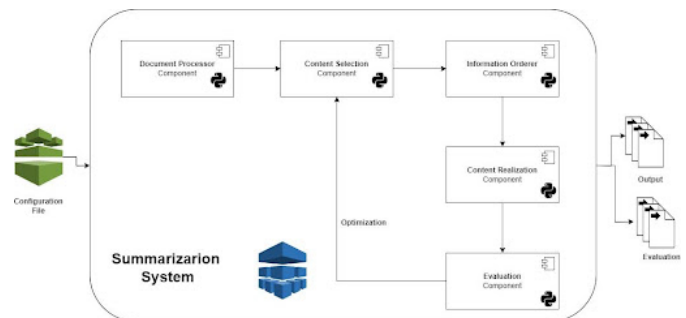 Document Processor
Component
Content Selection
Component
Information Orderer
Component
Configuration
File
Content Realization
Component
Output
Optimization
Evaluation
Summarizarion
System
Evaluation
Component